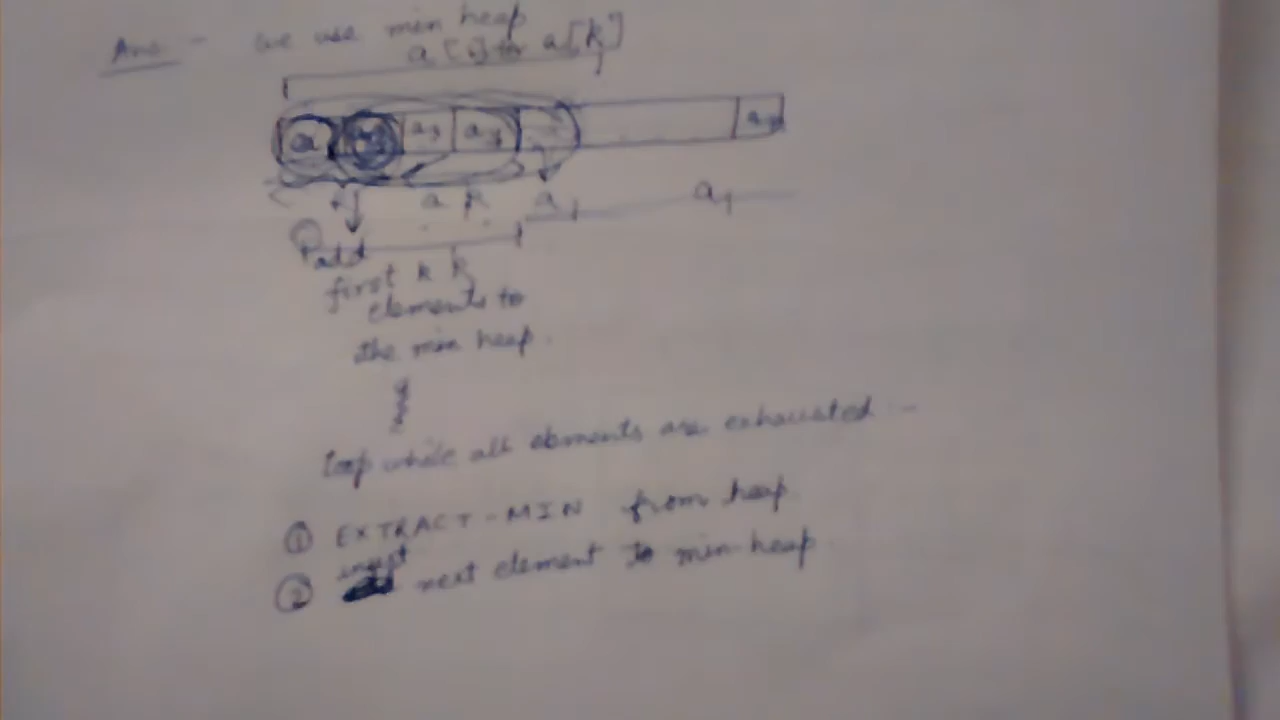 Ans - we use min heap
a[i] to a[k]
a a3 a4
a k a
a
① add
first k
elements to
the min heap.
loop while all elements are exhausted -
① EXTRACT-MIN from heap
insert
② next element to min heap